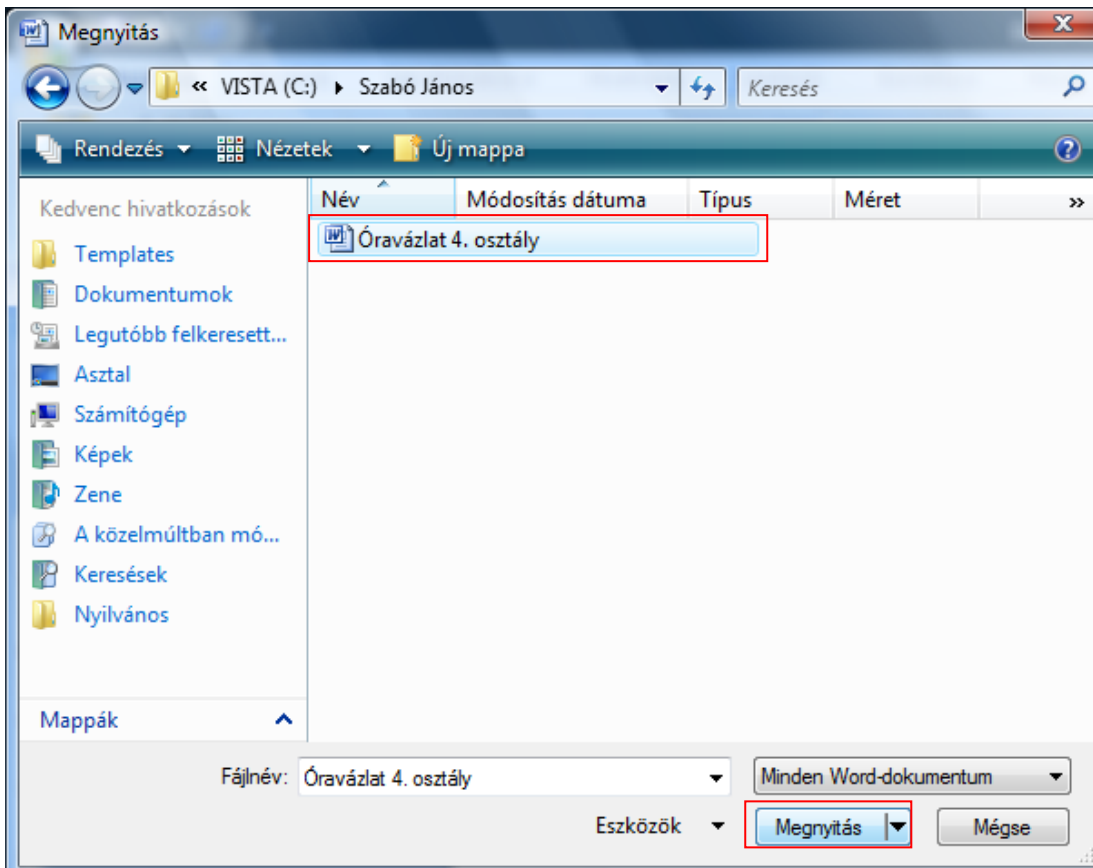 Megnyitás
« VISTA (C:) Szabó János Keresés
Rendezés Nézetek Új mappa
Kedvenc hivatkozások
Templates
Dokumentumok
Legutóbb felkeresett...
Asztal
Számítógép
Képek
Zene
A közelmúltban mó...
Keresések
Nyilvános
Mappák
Név Módosítás dátuma Típus Méret »
Óravázlat 4. osztály
Fájlnév: Óravázlat 4. osztály Minden Word-dokumentum
Eszközök Megnyitás Mégse